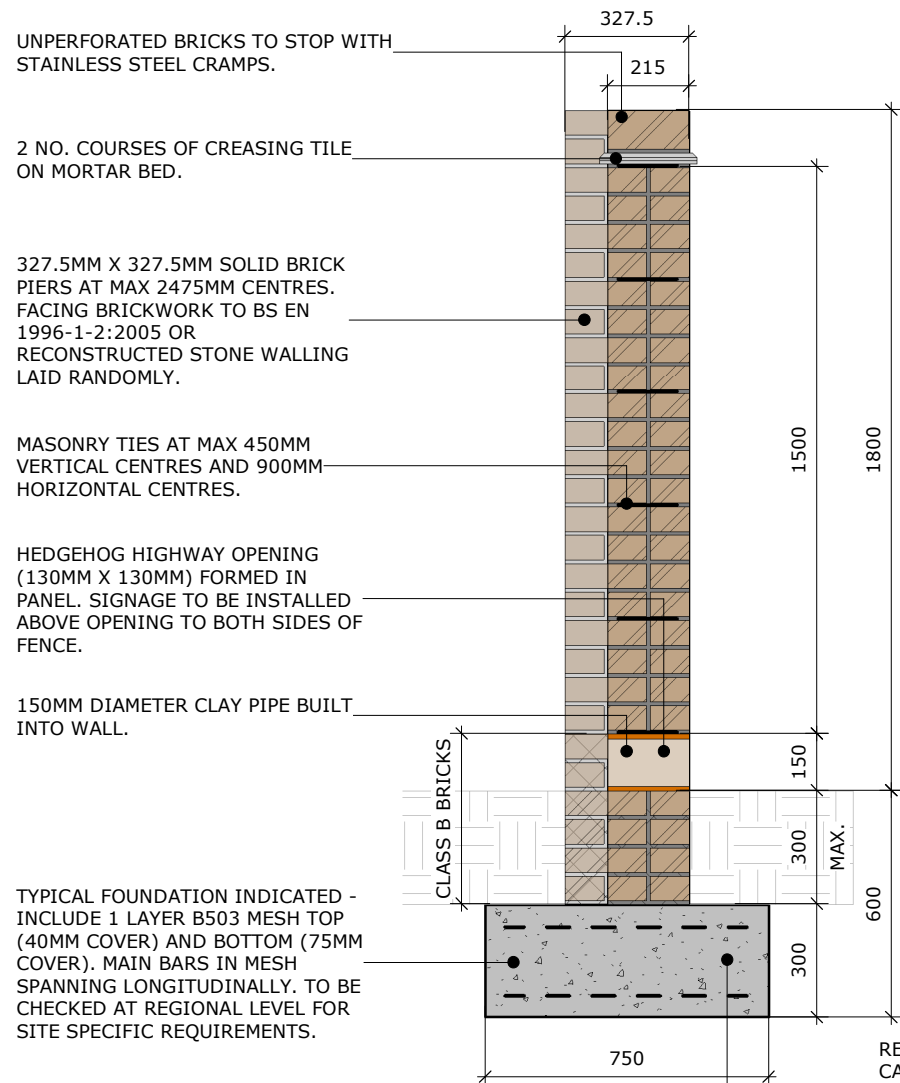 UNPERFORATED BRICKS TO STOP WITH
STAINLESS STEEL CRAMPS.
2 NO. COURSES OF CREASING TILE
ON MORTAR BED.
327.5MM X 327.5MM SOLID BRICK
PIERS AT MAX 2475MM CENTRES.
FACING BRICKWORK TO BS EN
1996-1-2:2005 OR
RECONSTRUCTED STONE WALLING
LAID RANDOMLY.
MASONRY TIES AT MAX 450MM
VERTICAL CENTRES AND 900MM
HORIZONTAL CENTRES.
HEDGEHOG HIGHWAY OPENING
(130MM X 130MM) FORMED IN
PANEL. SIGNAGE TO BE INSTALLED
ABOVE OPENING TO BOTH SIDES OF
FENCE.
150MM DIAMETER CLAY PIPE BUILT
INTO WALL.
TYPICAL FOUNDATION INDICATED -
INCLUDE 1 LAYER B503 MESH TOP
(40MM COVER) AND BOTTOM (75MM
COVER). MAIN BARS IN MESH
SPANNING LONGITUDINALLY. TO BE
CHECKED AT REGIONAL LEVEL FOR
SITE SPECIFIC REQUIREMENTS.
327.5
215
1500
1800
150
CLASS B BRICKS
300
MAX.
600
300
750
RE
CA